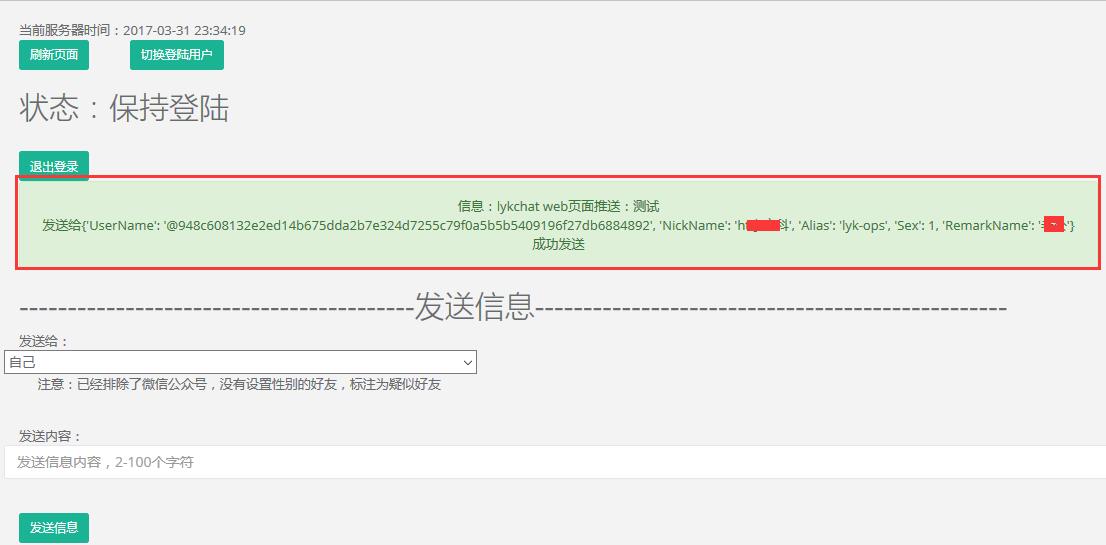 当前服务器时间：2017-03-31 23:34:19
刷新页面 切换登陆用户
状态：保持登陆
退出登录
信息：lykchat web页面推送：测试
发送给{'UserName': '@948c608132e2ed14b675dda2b7e324d7255c79f0a5b5b5409196f27db6884892', 'NickName': 'h 科', 'Alias': 'lyk-ops', 'Sex': 1, 'RemarkName': ' '}
成功发送
----------------------------------------发送信息------------------------------------------------
发送给：
自己
注意：已经排除了微信公众号，没有设置性别的好友，标注为疑似好友
发送内容：
发送信息内容，2-100个字符
发送信息